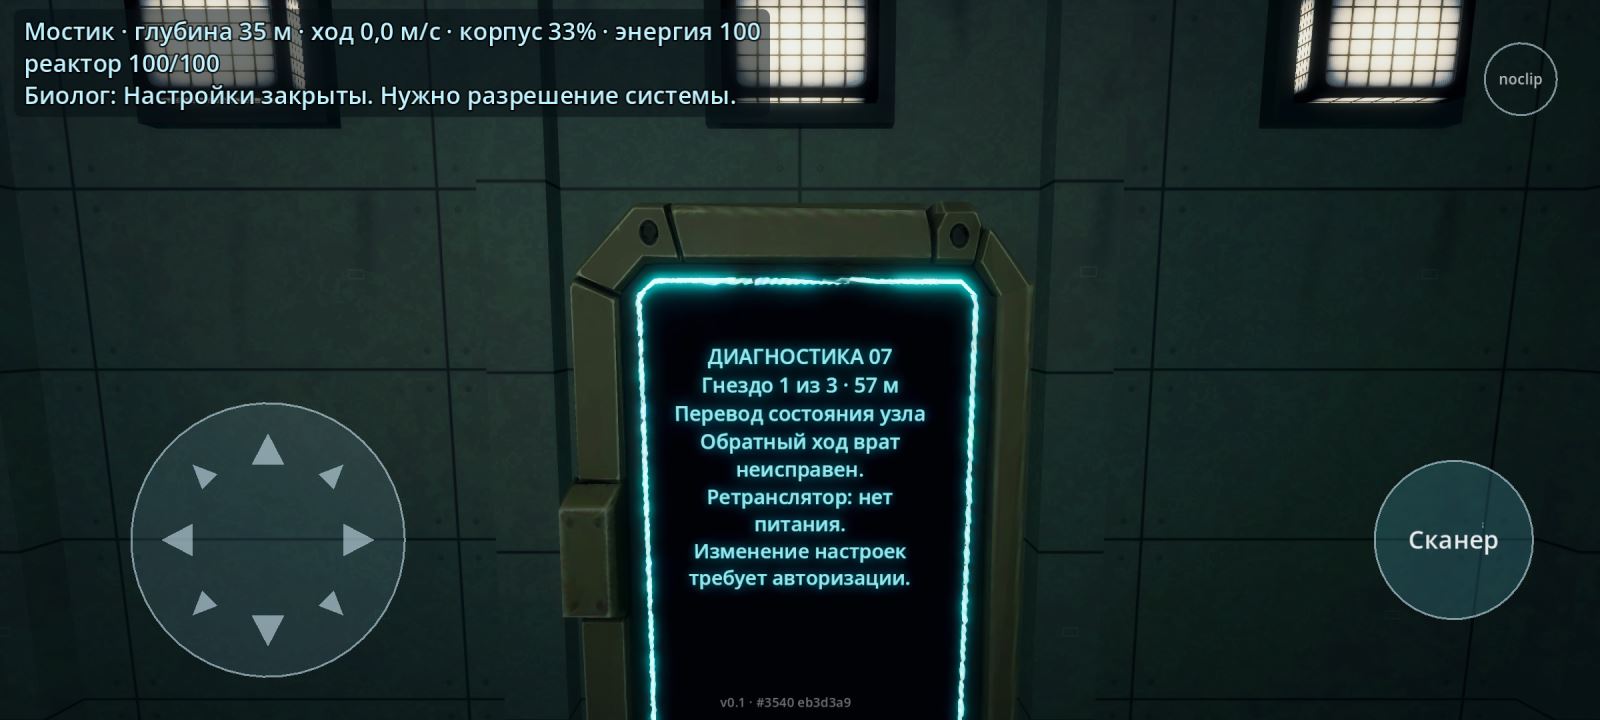 Мостик · глубина 35 м · ход 0,0 м/с · корпус 33% · энергия 100
реактор 100/100
Биолог: Настройки закрыты. Нужно разрешение системы.
noclip
ДИАГНОСТИКА 07
Гнездо 1 из 3 · 57 м
Перевод состояния узла
Обратный ход врат
неисправен.
Ретранслятор: нет
питания.
Изменение настроек
требует авторизации.
Сканер
v0.1 · #3540 eb3d3a9